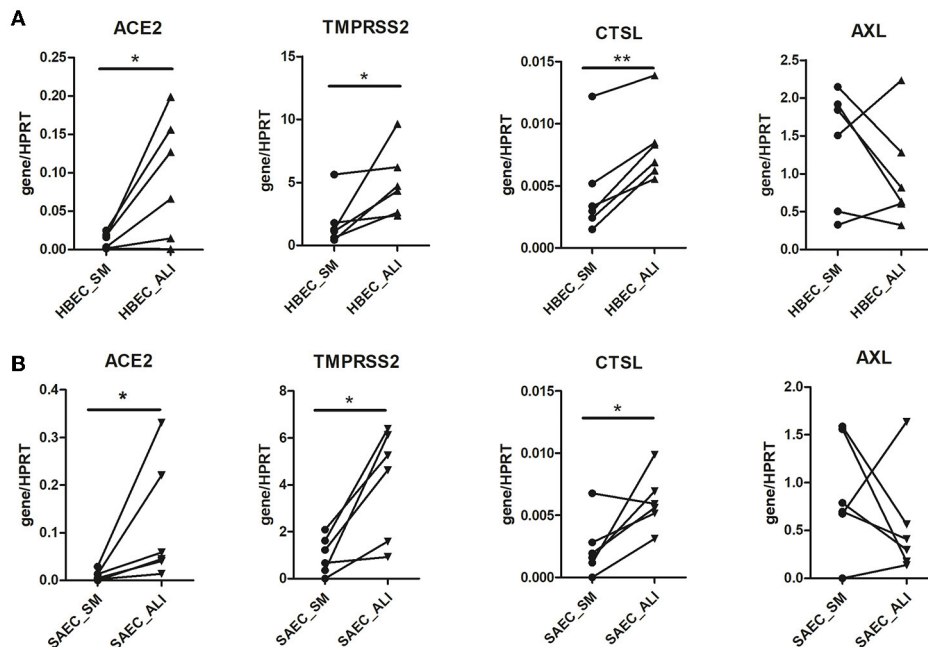 A
ACE2
*
gene/HPRT
0.25
0.20
0.15
0.10
0.05
0.00
HBEC_SM
HBEC_ALI
TMPRSS2
*
gene/HPRT
15
10
5
0
HBEC_SM
HBEC_ALI
CTSL
**
gene/HPRT
0.015
0.010
0.005
0.000
HBEC_SM
HBEC_ALI
AXL
gene/HPRT
2.5
2.0
1.5
1.0
0.5
0.0
HBEC_SM
HBEC_ALI
B
ACE2
*
gene/HPRT
0.4
0.3
0.2
0.1
0.0
SAEC_SM
SAEC_ALI
TMPRSS2
*
gene/HPRT
8
6
4
2
0
SAEC_SM
SAEC_ALI
CTSL
*
gene/HPRT
0.015
0.010
0.005
0.000
SAEC_SM
SAEC_ALI
AXL
gene/HPRT
2.0
1.5
1.0
0.5
0.0
SAEC_SM
SAEC_ALI